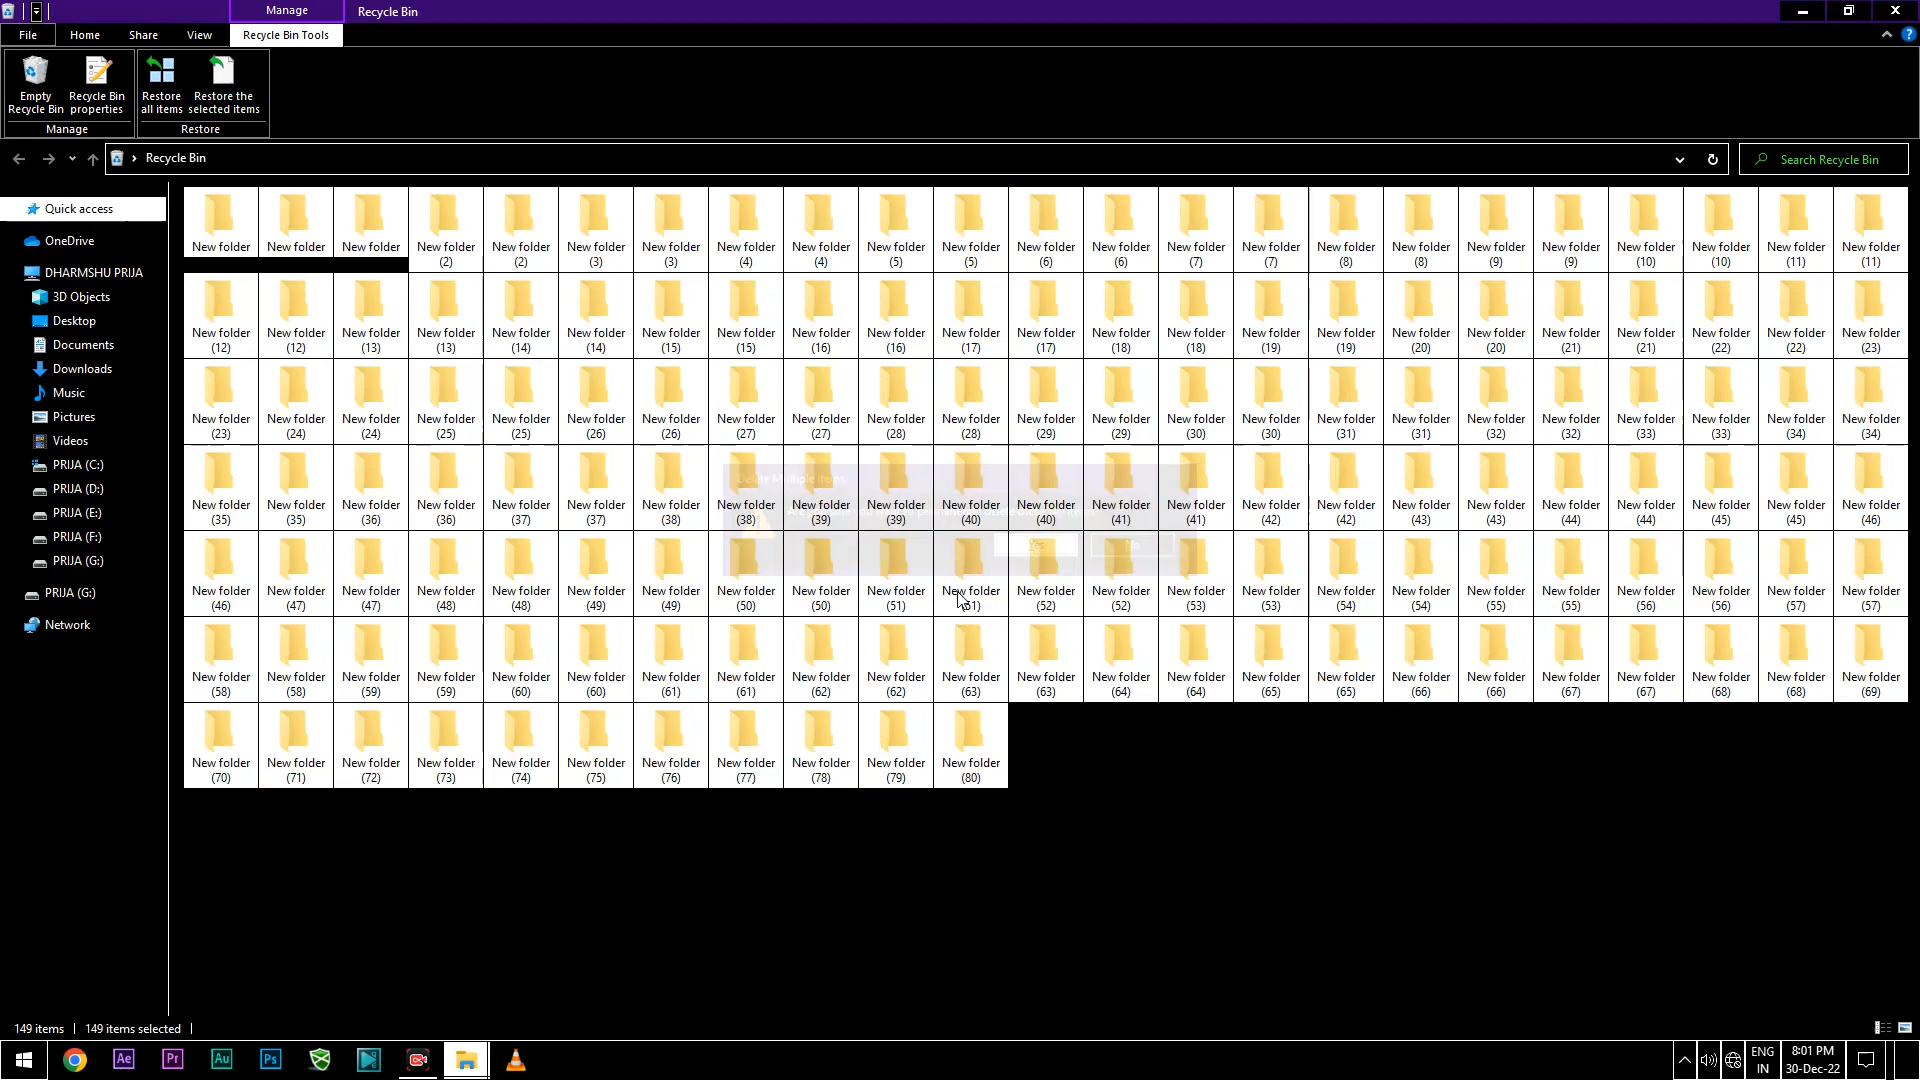 Manage Recycle Bin
File Home Share View Recycle Bin Tools
Empty Recycle Bin
Recycle Bin properties
Restore all items
Restore the selected items
Manage Restore
Recycle Bin
Search Recycle Bin
Quick access
OneDrive
DHARMSHU PRIJA
3D Objects
Desktop
Documents
Downloads
Music
Pictures
Videos
PRIJA (C:)
PRIJA (D:)
PRIJA (E:)
PRIJA (F:)
PRIJA (G:)
PRIJA (G:)
Network
New folder New folder New folder New folder New folder New folder New folder New folder New folder New folder New folder New folder New folder New folder New folder New folder New folder New folder New folder New folder New folder New folder New folder
(2) (2) (3) (3) (4) (4) (5) (5) (6) (6) (7) (7) (8) (8) (9) (9) (10) (10) (11) (11)
New folder New folder New folder New folder New folder New folder New folder New folder New folder New folder New folder New folder New folder New folder New folder New folder New folder New folder New folder New folder New folder New folder New folder
(12) (12) (13) (13) (14) (14) (15) (15) (16) (16) (17) (17) (18) (18) (19) (19) (20) (20) (21) (21) (22) (22) (23)
New folder New folder New folder New folder New folder New folder New folder New folder New folder New folder New folder New folder New folder New folder New folder New folder New folder New folder New folder New folder New folder New folder New folder
(23) (24) (24) (25) (25) (26) (26) (27) (27) (28) (28) (29) (29) (30) (30) (31) (31) (32) (32) (33) (33) (34) (34)
Delete Multiple Items
New folder New folder New folder New folder New folder New folder New folder New folder New folder New folder New folder New folder New folder New folder New folder New folder New folder New folder New folder New folder New folder New folder New folder
(35) (35) (36) (36) (37) (37) (38) (38) (39) (39) (40) (40) (41) (41) (42) (42) (43) (43) (44) (44) (45) (45) (46)
Yes No
New folder New folder New folder New folder New folder New folder New folder New folder New folder New folder New folder New folder New folder New folder New folder New folder New folder New folder New folder New folder New folder New folder New folder
(46) (47) (47) (48) (48) (49) (49) (50) (50) (51) (51) (52) (52) (53) (53) (54) (54) (55) (55) (56) (56) (57) (57)
New folder New folder New folder New folder New folder New folder New folder New folder New folder New folder New folder New folder New folder New folder New folder New folder New folder New folder New folder New folder New folder New folder New folder
(58) (58) (59) (59) (60) (60) (61) (61) (62) (62) (63) (63) (64) (64) (65) (65) (66) (66) (67) (67) (68) (68) (69)
New folder New folder New folder New folder New folder New folder New folder New folder New folder New folder New folder
(70) (71) (72) (73) (74) (75) (76) (77) (78) (79) (80)
149 items 149 items selected
Ae Pr Au Ps
ENG IN
8:01 PM
30-Dec-22